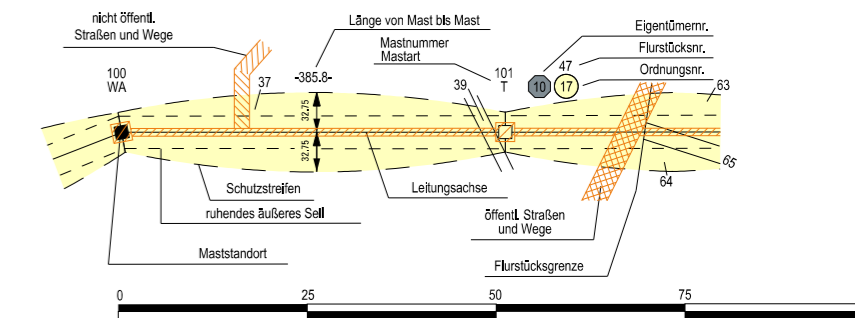 nicht öffentl.
Straßen und Wege
Länge von Mast bis Mast
Eigentümernr.
Mastnummer
Mastart
47
Flurstücksnr.
Ordnungsnr.
100
WA
37
-385.8-
39
101
T
10
17
63
32.75
32.75
65
64
Schutzstreifen
Leitungsachse
ruhendes äußeres Seil
öffentl. Straßen
und Wege
Maststandort
Flurstücksgrenze
0
25
50
75